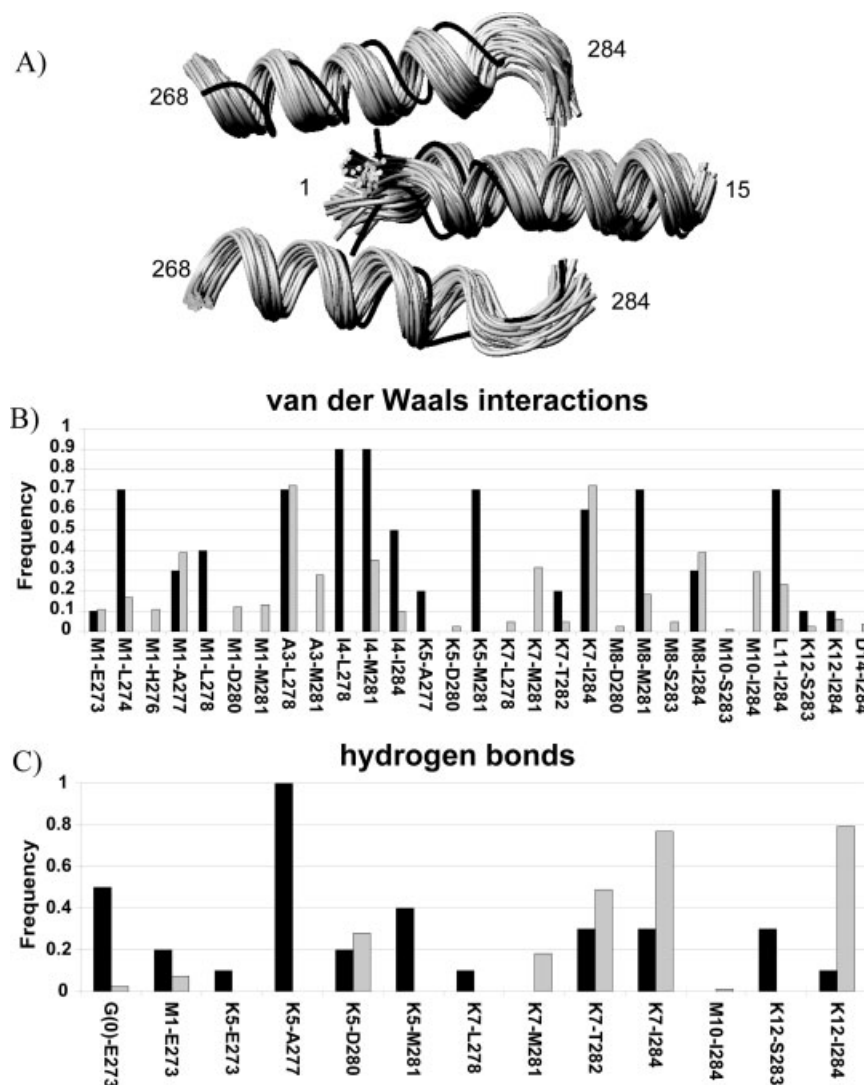 A)
268
284
1
15
268
284
B)
van der Waals interactions
Frequency
1
0.9
0.8
0.7
0.6
0.5
0.4
0.3
0.2
0.1
0
M1-E273
M1-L274
M1-H276
M1-A277
M1-L278
M1-D280
M1-M281
A3-L278
A3-M281
I4-L278
I4-M281
I4-I284
K5-A277
K5-D280
K5-M281
K7-L278
K7-M281
K7-T282
K7-I284
M8-D280
M8-M281
M8-S283
M8-I284
M10-S283
M10-I284
L11-I284
K12-S283
K12-I284
D14-I284
C)
hydrogen bonds
Frequency
1
0.8
0.6
0.4
0.2
0
G(0)-E273
M1-E273
K5-E273
K5-A277
K5-D280
K5-M281
K7-L278
K7-M281
K7-T282
K7-I284
M10-I284
K12-S283
K12-I284